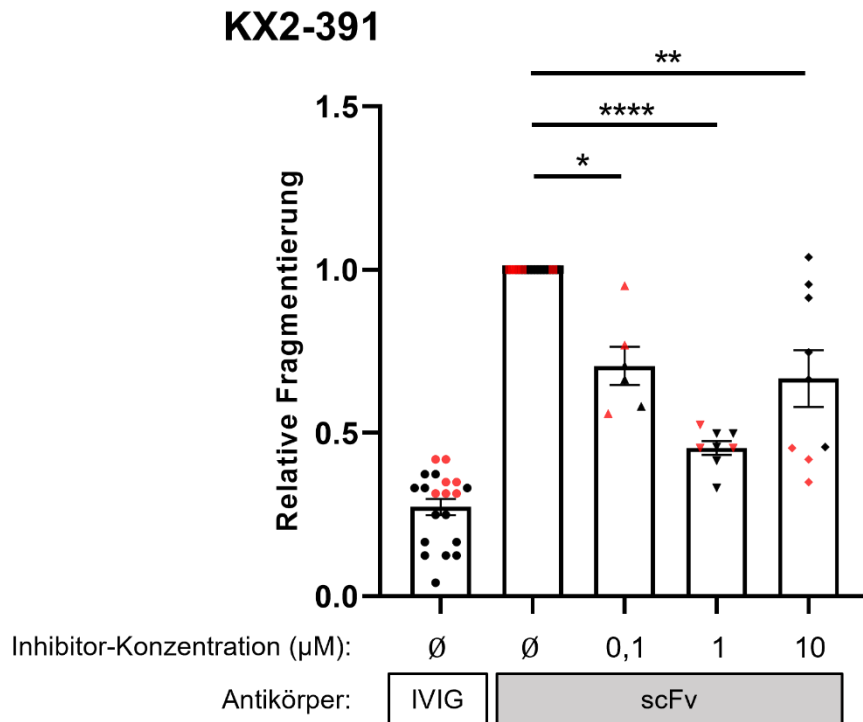 KX2-391
**
****
*
1.5
1.0
0.5
0.0
Relative Fragmentierung
Inhibitor-Konzentration (µM): Ø Ø 0,1 1 10
Antikörper: IVIG scFv